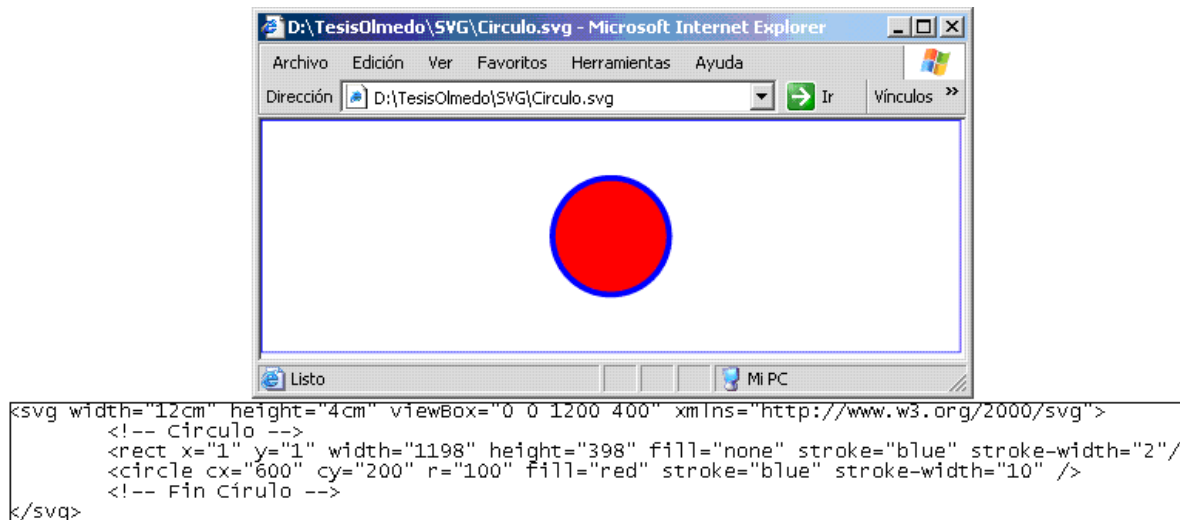 D:\TesisOlmedo\SVG\Circulo.svg - Microsoft Internet Explorer
Archivo Edición Ver Favoritos Herramientas Ayuda
Dirección D:\TesisOlmedo\SVG\Circulo.svg Ir Vínculos »
Listo Mi PC
<svg width="12cm" height="4cm" viewBox="0 0 1200 400" xmlns="http://www.w3.org/2000/svg">
<!-- Circulo -->
<rect x="1" y="1" width="1198" height="398" fill="none" stroke="blue" stroke-width="2"/
<circle cx="600" cy="200" r="100" fill="red" stroke="blue" stroke-width="10" />
<!-- Fin Círulo -->
</svg>